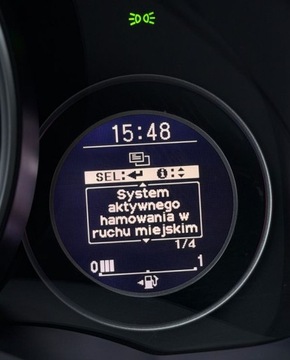 15:48
SEL: i:
System
aktywnego
hamowania w
ruchu miejskim
1/4
0 1